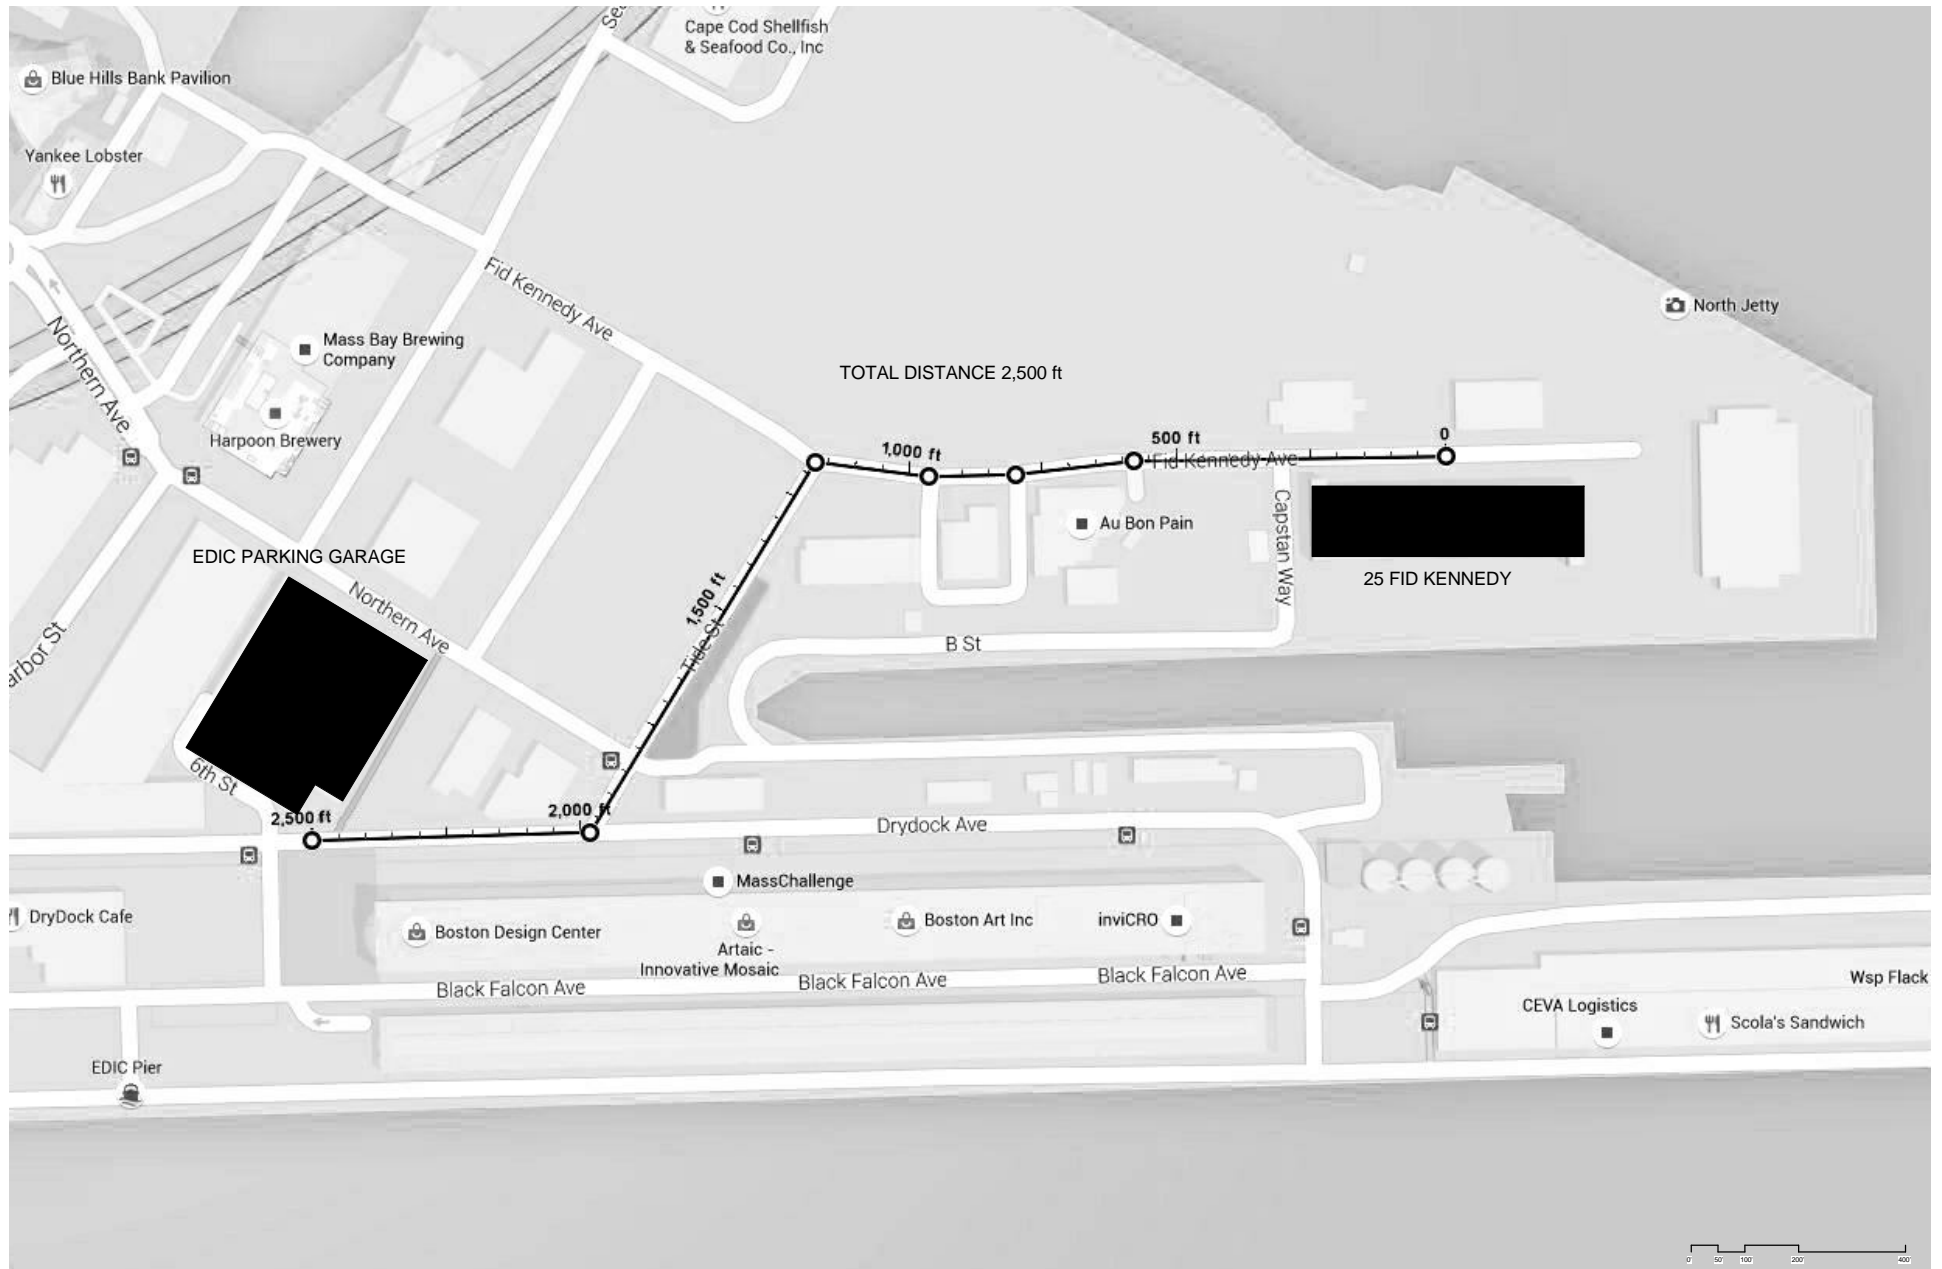 Cape Cod Shellfish
& Seafood Co., Inc
Blue Hills Bank Pavilion
Yankee Lobster
Fid Kennedy Ave
North Jetty
Northern Ave
Mass Bay Brewing
Company
TOTAL DISTANCE 2,500 ft
Harpoon Brewery
1,000 ft
500 ft
0
Fid Kennedy Ave
Capstan Way
Au Bon Pain
EDIC PARKING GARAGE
25 FID KENNEDY
Northern Ave
1,500 ft
Tide St
arbor St
B St
6th St
2,500 ft
2,000 ft
Drydock Ave
MassChallenge
DryDock Cafe
Boston Design Center
Artaic -
Innovative Mosaic
Boston Art Inc
inviCRO
Black Falcon Ave
Black Falcon Ave
Black Falcon Ave
Wsp Flack
CEVA Logistics
Scola's Sandwich
EDIC Pier
0' 50' 100' 200' 400'